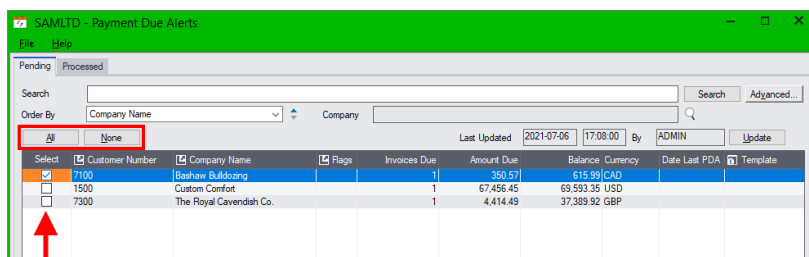 SAMLTD - Payment Due Alerts
File Help
Pending Processed
Search Search Advanced...
Order By Company Name Company
All None Last Updated 2021-07-06 17:08:00 By ADMIN Update
Select Customer Number Company Name Flags Invoices Due Amount Due Balance Currency Date Last PDA Template
7100 Bashaw Bulldozing 1 350.57 615.99 CAD
1500 Custom Comfort 1 67,456.45 69,593.35 USD
7300 The Royal Cavendish Co. 1 4,414.49 37,389.92 GBP